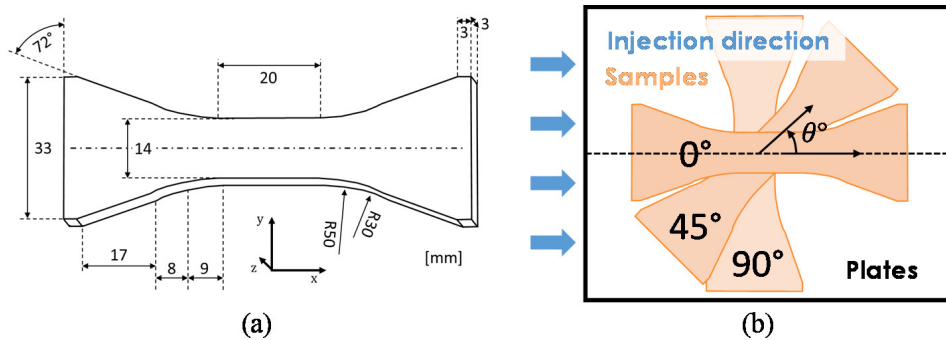 72°
3
3
20
33
14
R50
R30
17
8
9
y
z
x
[mm]
(a)
Injection direction
Samples
θ°
0°
45°
90°
Plates
(b)